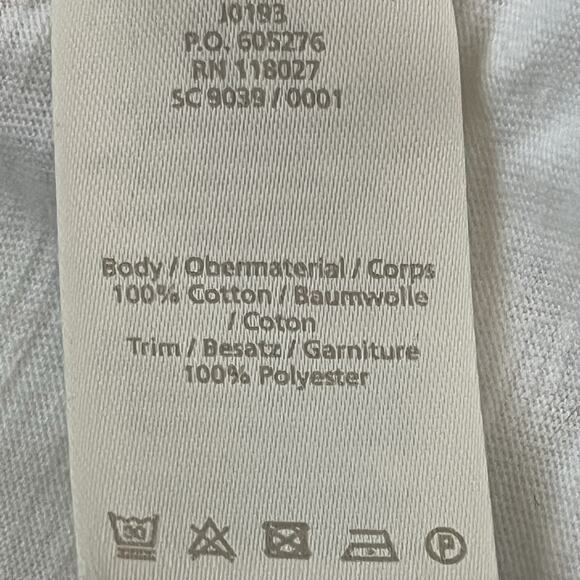 J0193
P.O. 605276
RN 118027
SC 9039 / 0001
Body / Obermaterial / Corps
100% Cotton / Baumwolle
/ Coton
Trim / Besatz / Garniture
100% Polyester
P